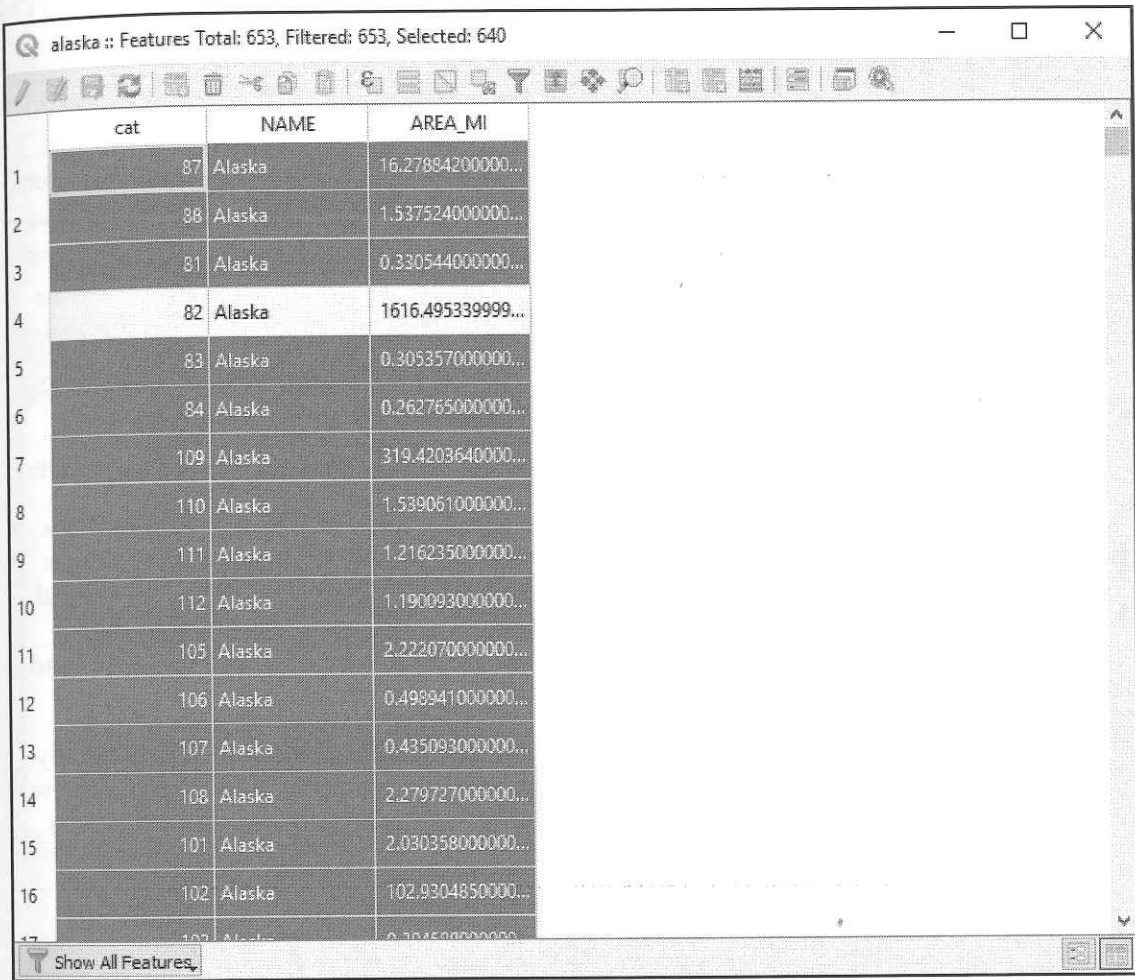 alaska :: Features Total: 653, Filtered: 653, Selected: 640
cat NAME AREA_MI
1 87 Alaska 16.27884200000...
2 88 Alaska 1.537524000000...
3 81 Alaska 0.330544000000...
4 82 Alaska 1616.495339999...
5 83 Alaska 0.305357000000...
6 84 Alaska 0.262765000000...
7 109 Alaska 319.4203640000...
8 110 Alaska 1.539061000000...
9 111 Alaska 1.216235000000...
10 112 Alaska 1.190093000000...
11 105 Alaska 2.222070000000...
12 106 Alaska 0.498941000000...
13 107 Alaska 0.435093000000...
14 108 Alaska 2.279727000000...
15 101 Alaska 2.030358000000...
16 102 Alaska 102.9304850000...
17 103 Alaska
Show All Features